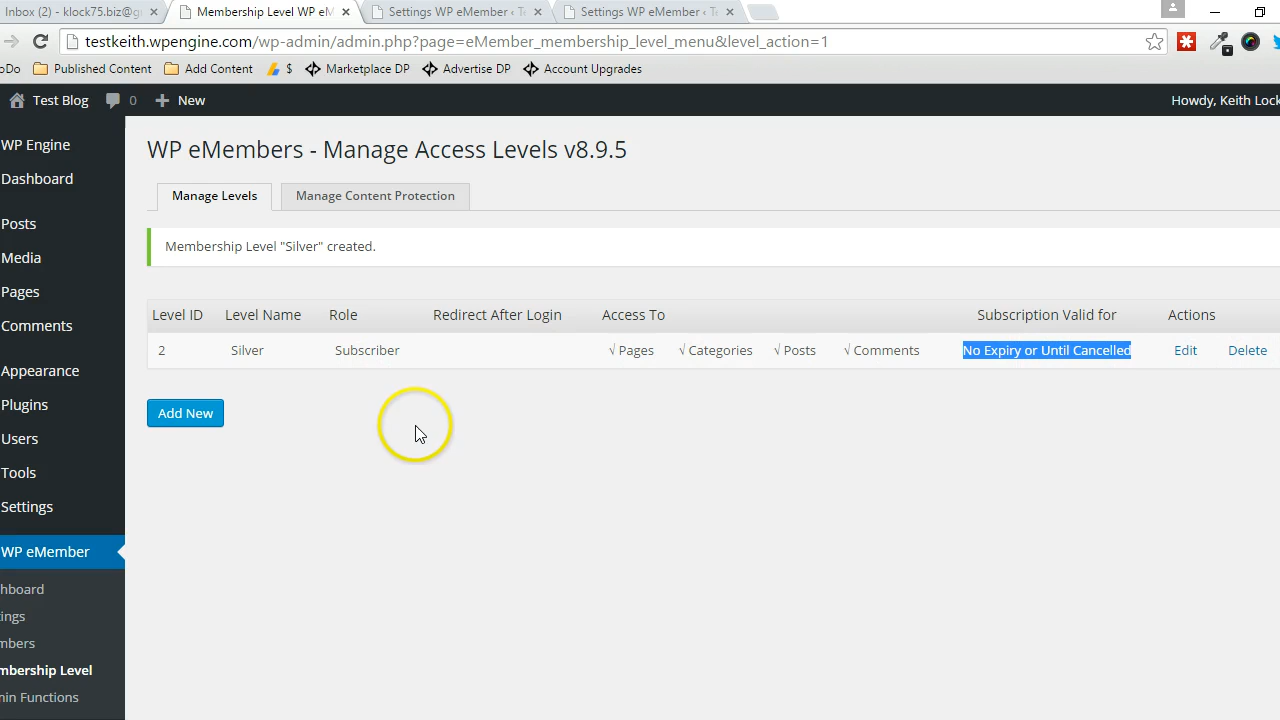 Inbox (2) - klock75.biz@g
Membership Level WP eM
Settings WP eMember ‹ T
Settings WP eMember ‹ T
testkeith.wpengine.com/wp-admin/admin.php?page=eMember_membership_level_menu&level_action=1
oDo Published Content Add Content $ Marketplace DP Advertise DP Account Upgrades
Test Blog 0 New Howdy, Keith Lock
WP Engine
Dashboard
Posts
Media
Pages
Comments
Appearance
Plugins
Users
Tools
Settings
WP eMember
hboard
ings
mbers
mbership Level
min Functions
WP eMembers - Manage Access Levels v8.9.5
Manage Levels Manage Content Protection
Membership Level "Silver" created.
Level ID Level Name Role Redirect After Login Access To Subscription Valid for Actions
2 Silver Subscriber √ Pages √ Categories √ Posts √ Comments No Expiry or Until Cancelled Edit Delete
Add New